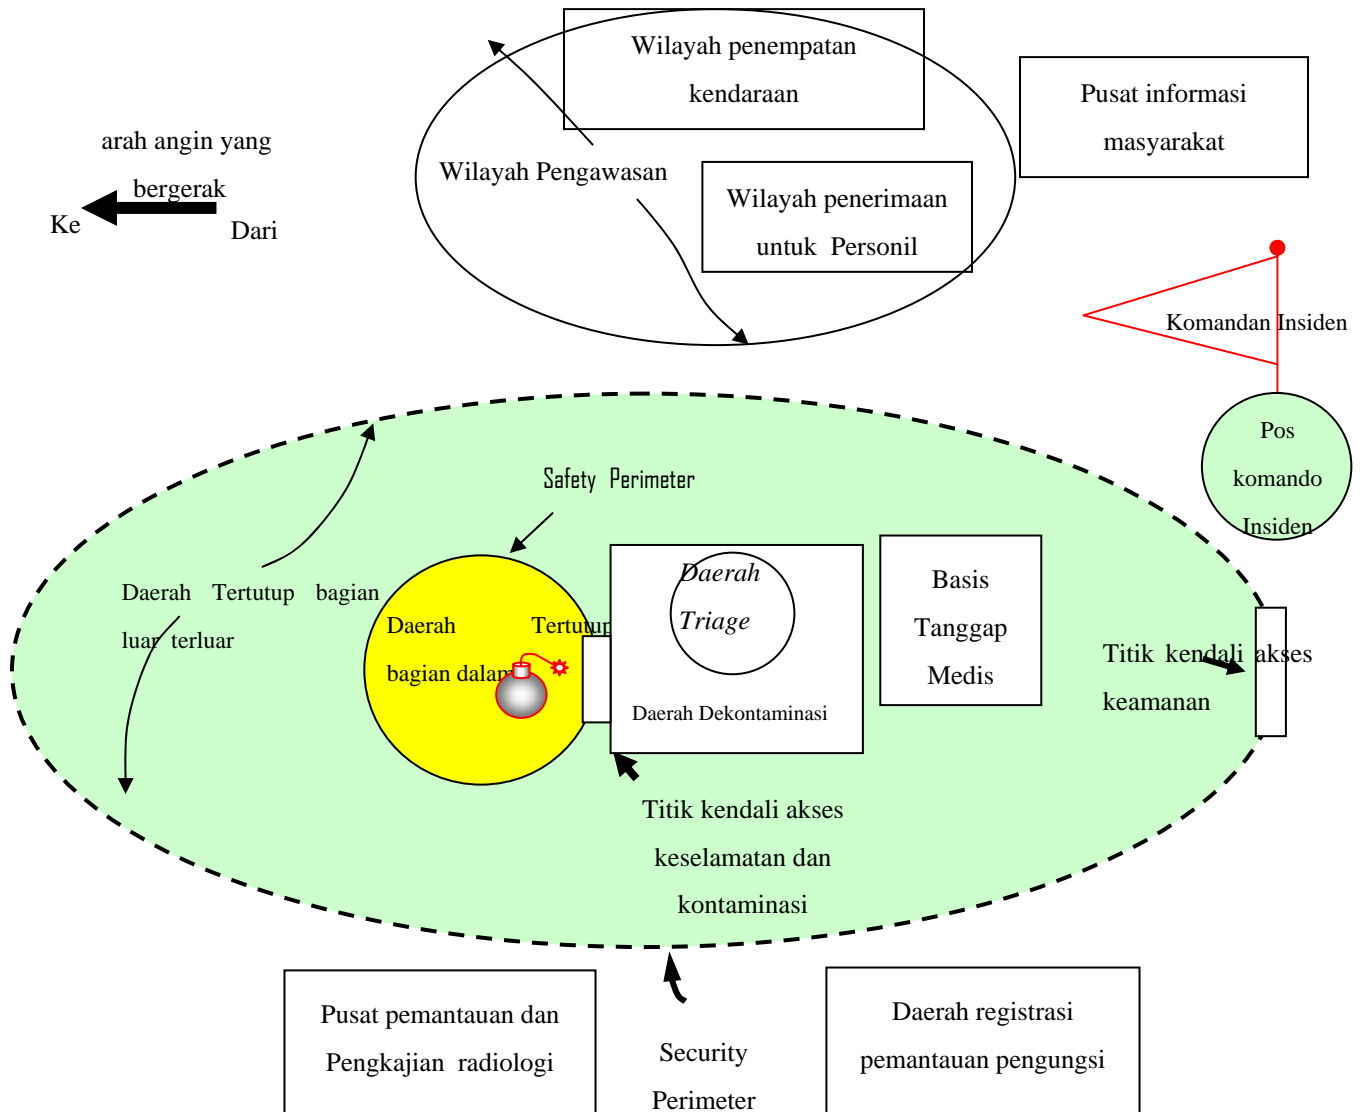 Wilayah penempatan
kendaraan
Pusat informasi
masyarakat
arah angin yang
bergerak
Ke
Dari
Wilayah Pengawasan
Wilayah penerimaan
untuk Personil
Komandan Insiden
Pos
komando
Insiden
Safety Perimeter
Daerah Tertutup bagian
luar terluar
Daerah Tertutup
bagian dalam
Daerah
Triage
Daerah Dekontaminasi
Basis
Tanggap
Medis
Titik kendali akses
keamanan
Titik kendali akses
keselamatan dan
kontaminasi
Pusat pemantauan dan
Pengkajian radiologi
Security
Perimeter
Daerah registrasi
pemantauan pengungsi